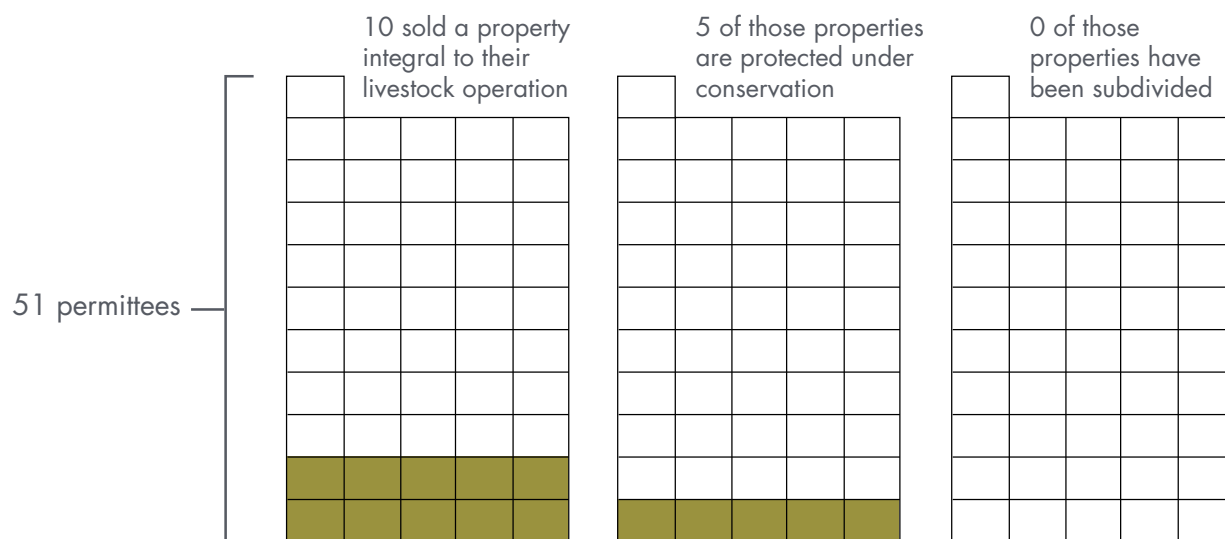 10 sold a property
integral to their
livestock operation
5 of those properties
are protected under
conservation
0 of those
properties have
been subdivided
51 permittees